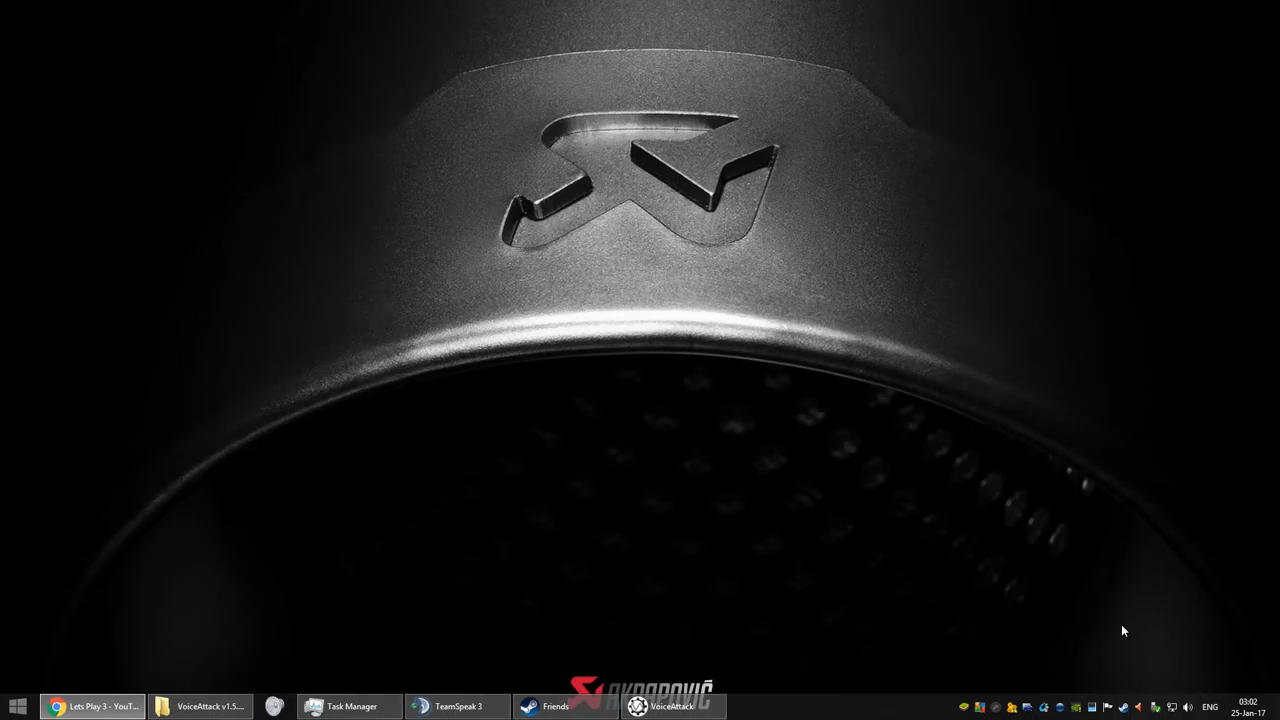 AKRAPOVIČ
Lets Play 3 - YouT...
VoiceAttack v1.5....
Task Manager
TeamSpeak 3
Friends
VoiceAttack
ENG
03:02
25-Jan-17